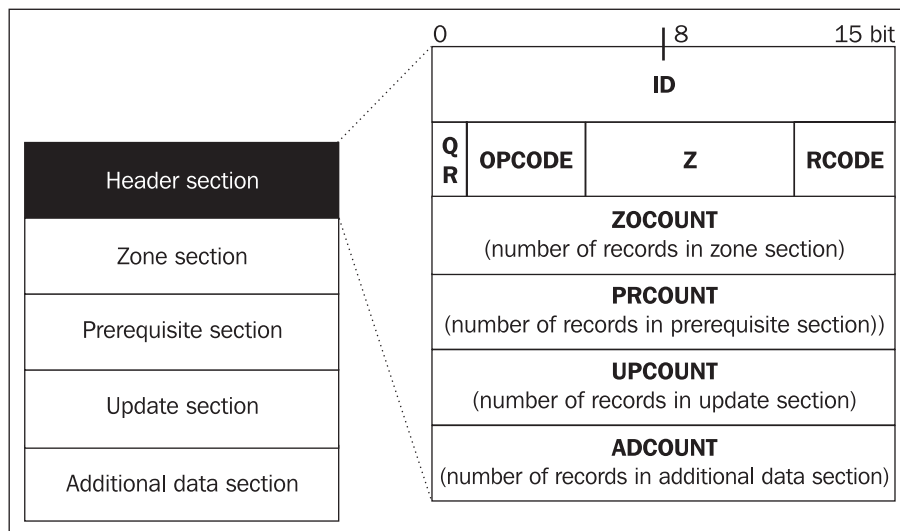 0 8 15 bit
ID
Q
R
OPCODE
Z
RCODE
ZOCOUNT
(number of records in zone section)
PRCOUNT
(number of records in prerequisite section))
UPCOUNT
(number of records in update section)
ADCOUNT
(number of records in additional data section)
Header section
Zone section
Prerequisite section
Update section
Additional data section